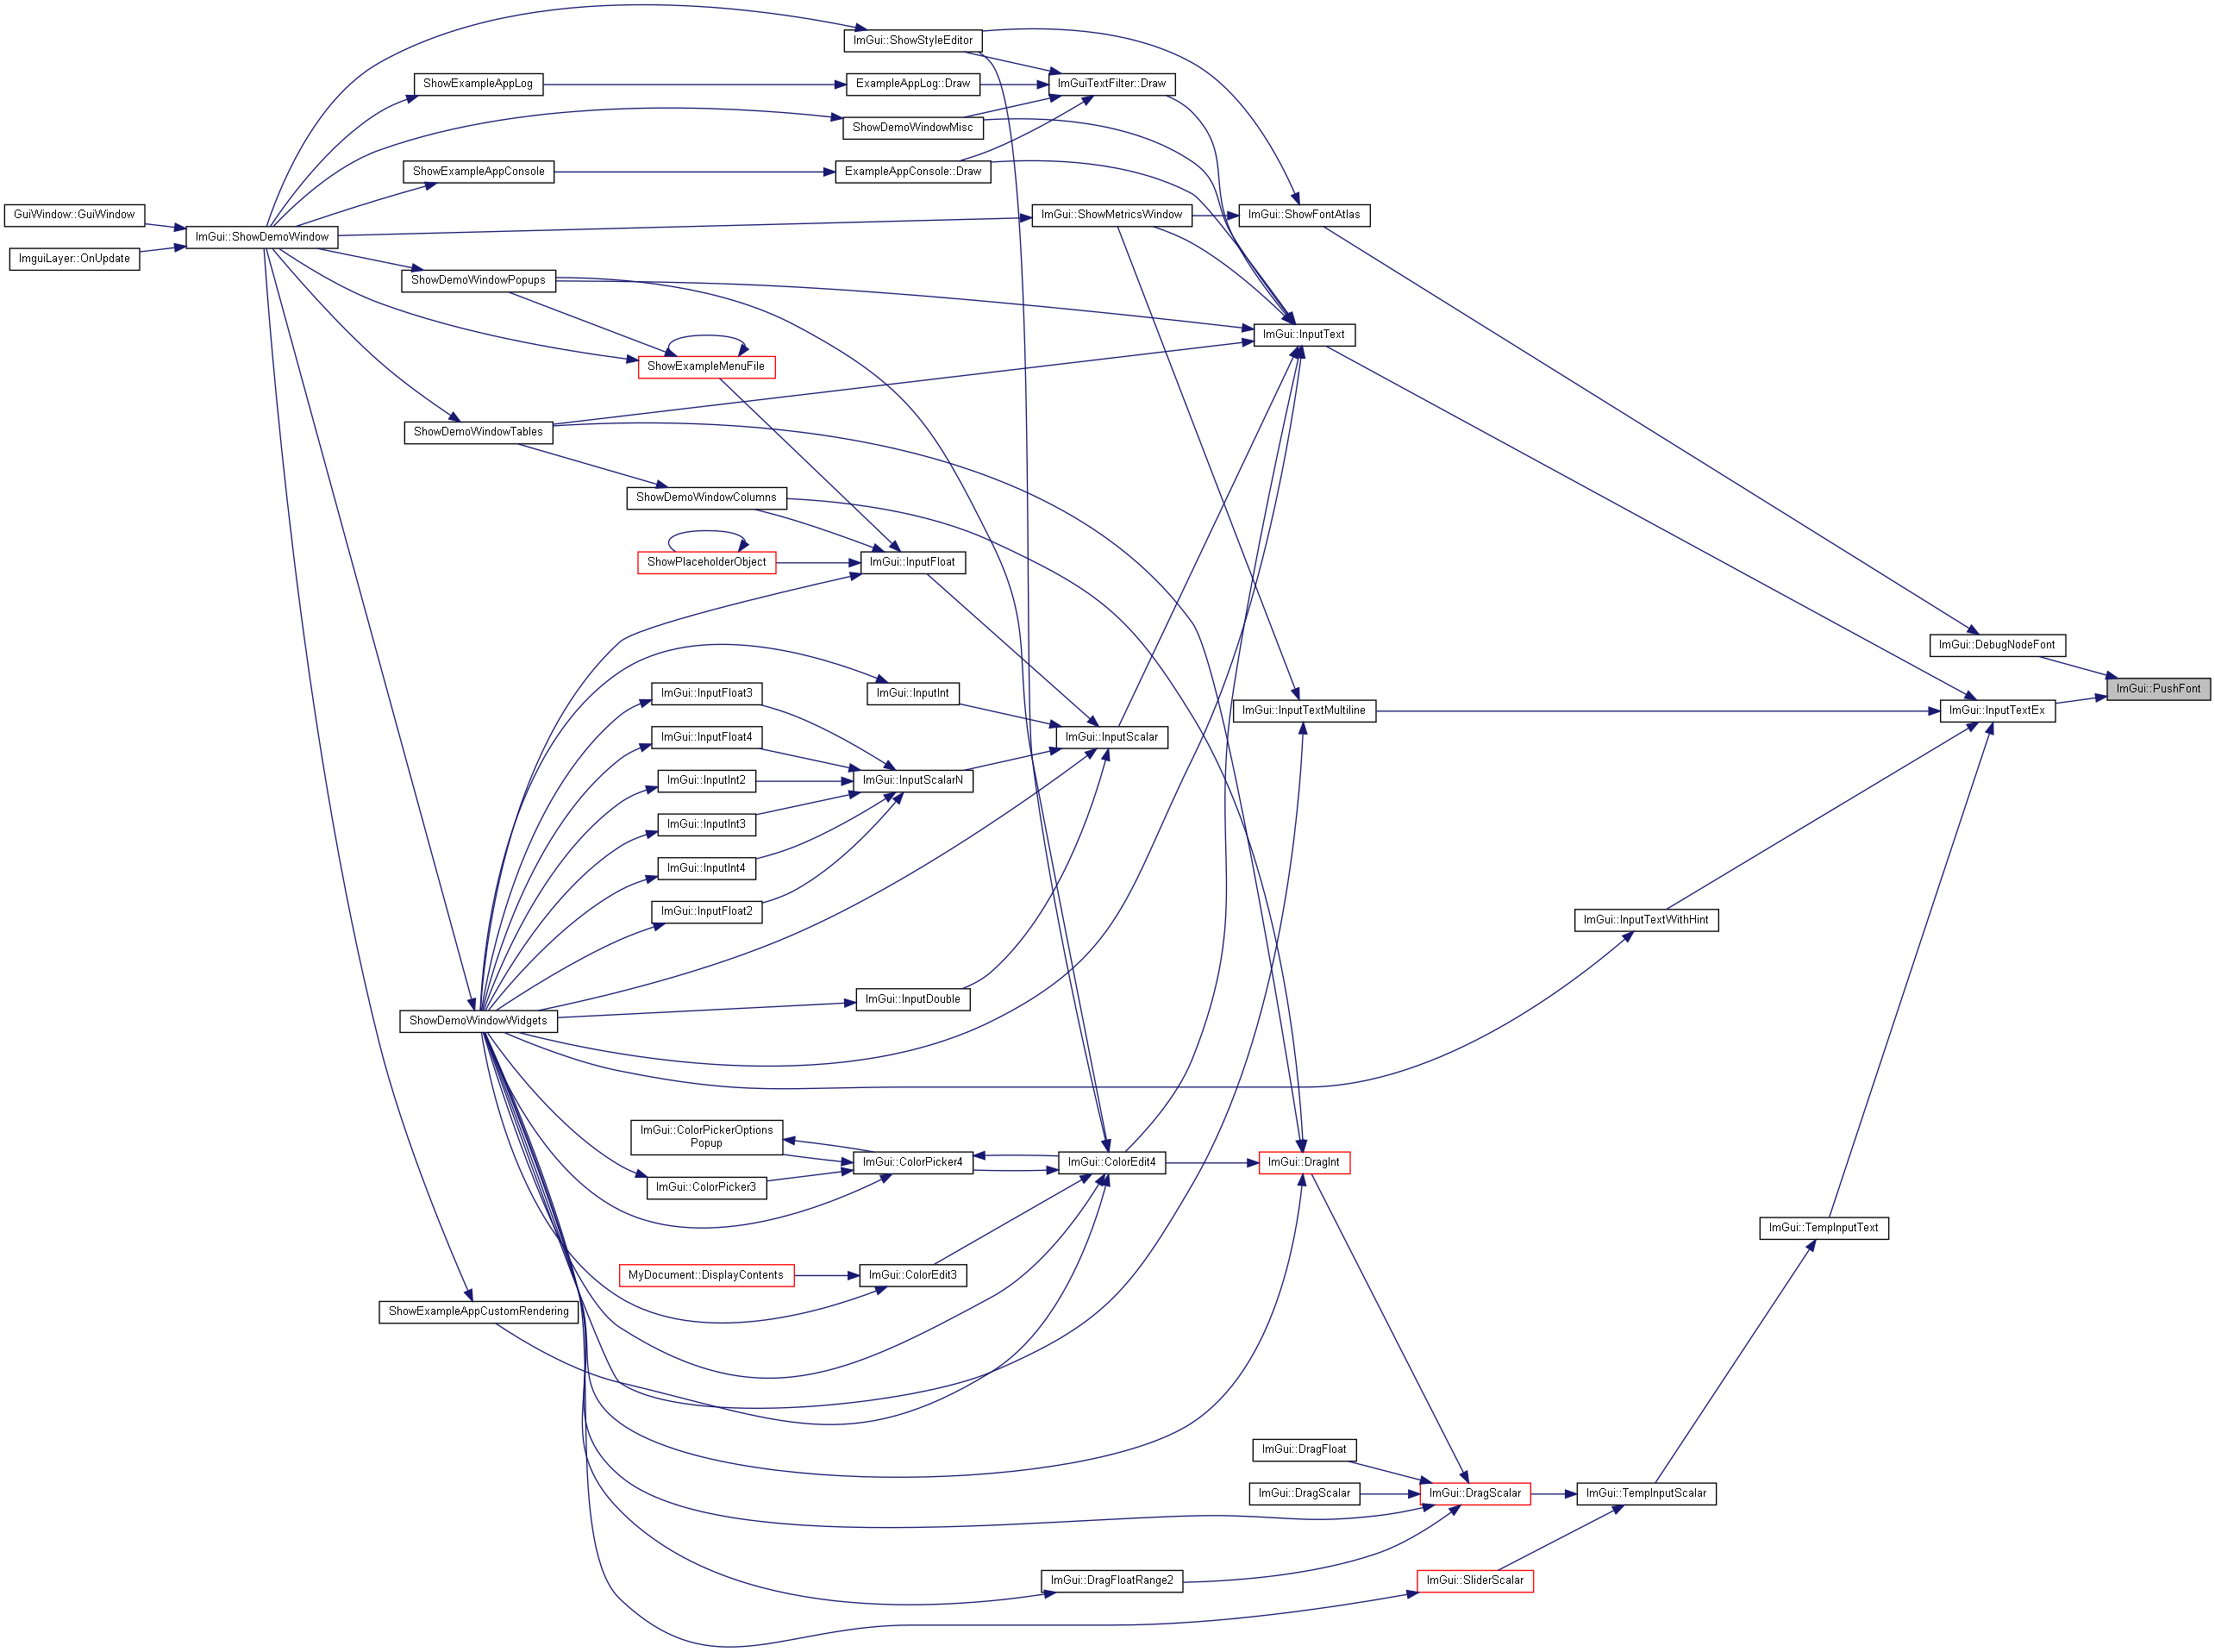 ImGui::ShowStyleEditor
ShowExampleAppLog
ExampleAppLog::Draw
ImGuiTextFilter::Draw
ShowDemoWindowMisc
ShowExampleAppConsole
ExampleAppConsole::Draw
GuiWindow::GuiWindow
ImGui::ShowMetricsWindow
ImGui::ShowFontAtlas
ImGui::ShowDemoWindow
ImguiLayer::OnUpdate
ShowDemoWindowPopups
ImGui::InputText
ShowExampleMenuFile
ShowDemoWindowTables
ShowDemoWindowColumns
ShowPlaceholderObject
ImGui::InputFloat
ImGui::DebugNodeFont
ImGui::PushFont
ImGui::InputFloat3
ImGui::InputInt
ImGui::InputTextMultiline
ImGui::InputTextEx
ImGui::InputFloat4
ImGui::InputScalar
ImGui::InputInt2
ImGui::InputScalarN
ImGui::InputInt3
ImGui::InputInt4
ImGui::InputFloat2
ImGui::InputTextWithHint
ImGui::InputDouble
ShowDemoWindowWidgets
ImGui::ColorPickerOptions
Popup
ImGui::ColorPicker4
ImGui::ColorEdit4
ImGui::DragInt
ImGui::ColorPicker3
ImGui::TempInputText
MyDocument::DisplayContents
ImGui::ColorEdit3
ShowExampleAppCustomRendering
ImGui::DragFloat
ImGui::DragScalar
ImGui::DragScalar
ImGui::TempInputScalar
ImGui::DragFloatRange2
ImGui::SliderScalar